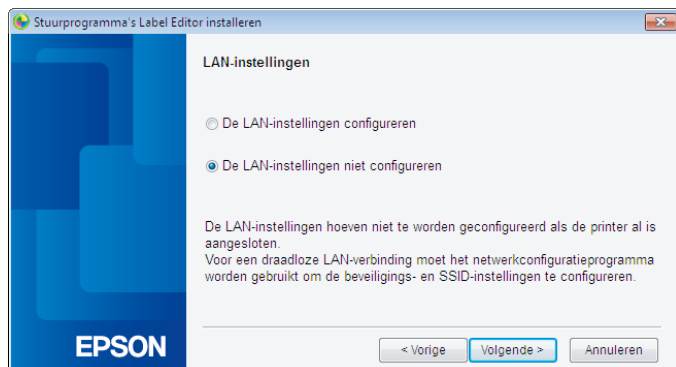 Stuurprogramma's Label Editor installeren
LAN-instellingen
De LAN-instellingen configureren
De LAN-instellingen niet configureren
De LAN-instellingen hoeven niet te worden geconfigureerd als de printer al is
aangesloten.
Voor een draadloze LAN-verbinding moet het netwerkconfiguratieprogramma
worden gebruikt om de beveiligings- en SSID-instellingen te configureren.
EPSON
< Vorige
Volgende >
Annuleren